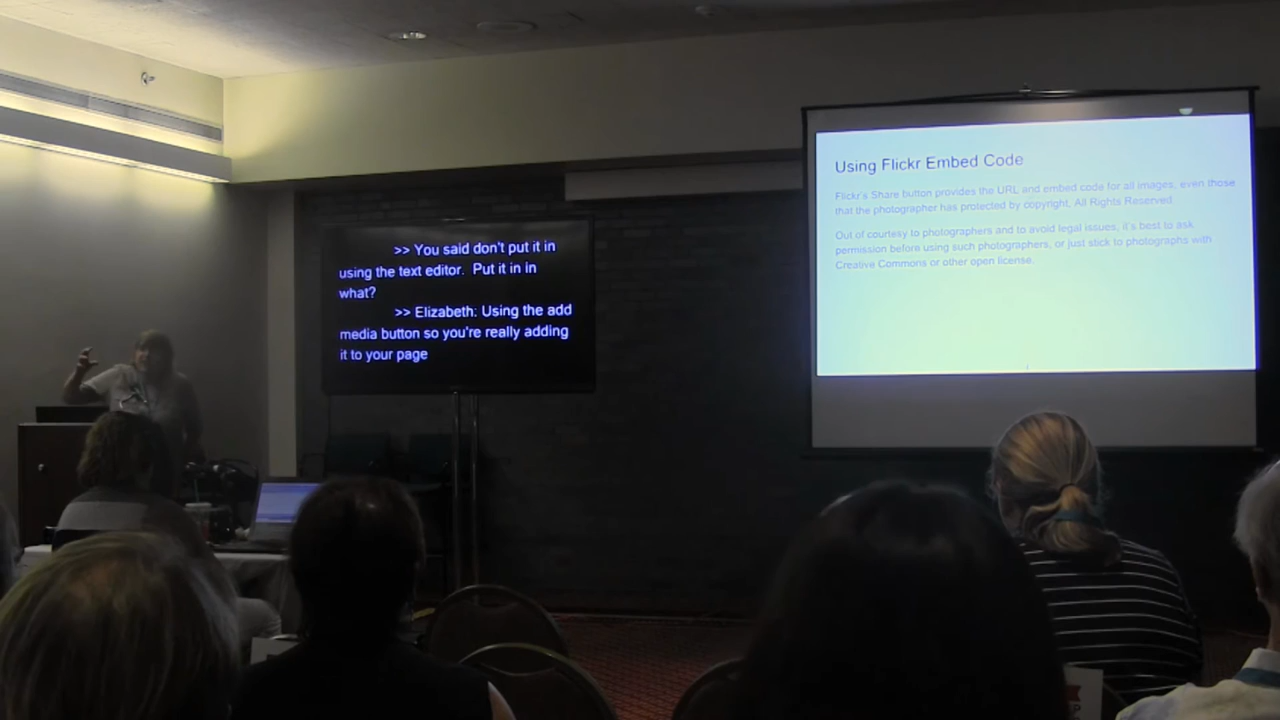 >> You said don't put it in
using the text editor. Put it in in
what?
>> Elizabeth: Using the add
media button so you're really adding
it to your page
Using Flickr Embed Code
Flickr's Share button provides the URL and embed code for all images, even those
that the photographer has protected by copyright, All Rights Reserved.
Out of courtesy to photographers and to avoid legal issues, it's best to ask
permission before using such photographers, or just stick to photographs with
Creative Commons or other open license.